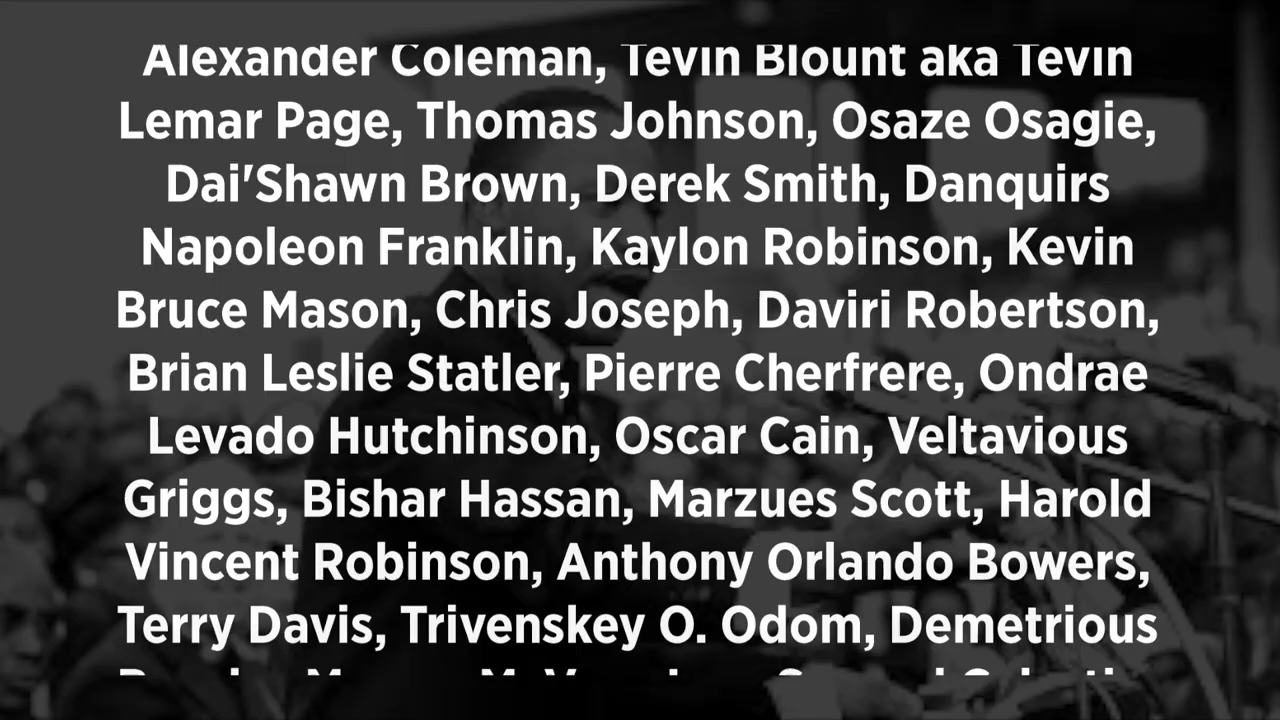 Alexander Coleman, Tevin Blount aka Tevin
Lemar Page, Thomas Johnson, Osaze Osagie,
Dai'Shawn Brown, Derek Smith, Danquirs
Napoleon Franklin, Kaylon Robinson, Kevin
Bruce Mason, Chris Joseph, Daviri Robertson,
Brian Leslie Statler, Pierre Cherfrere, Ondrae
Levado Hutchinson, Oscar Cain, Veltavious
Griggs, Bishar Hassan, Marzues Scott, Harold
Vincent Robinson, Anthony Orlando Bowers,
Terry Davis, Trivenskey O. Odom, Demetrious